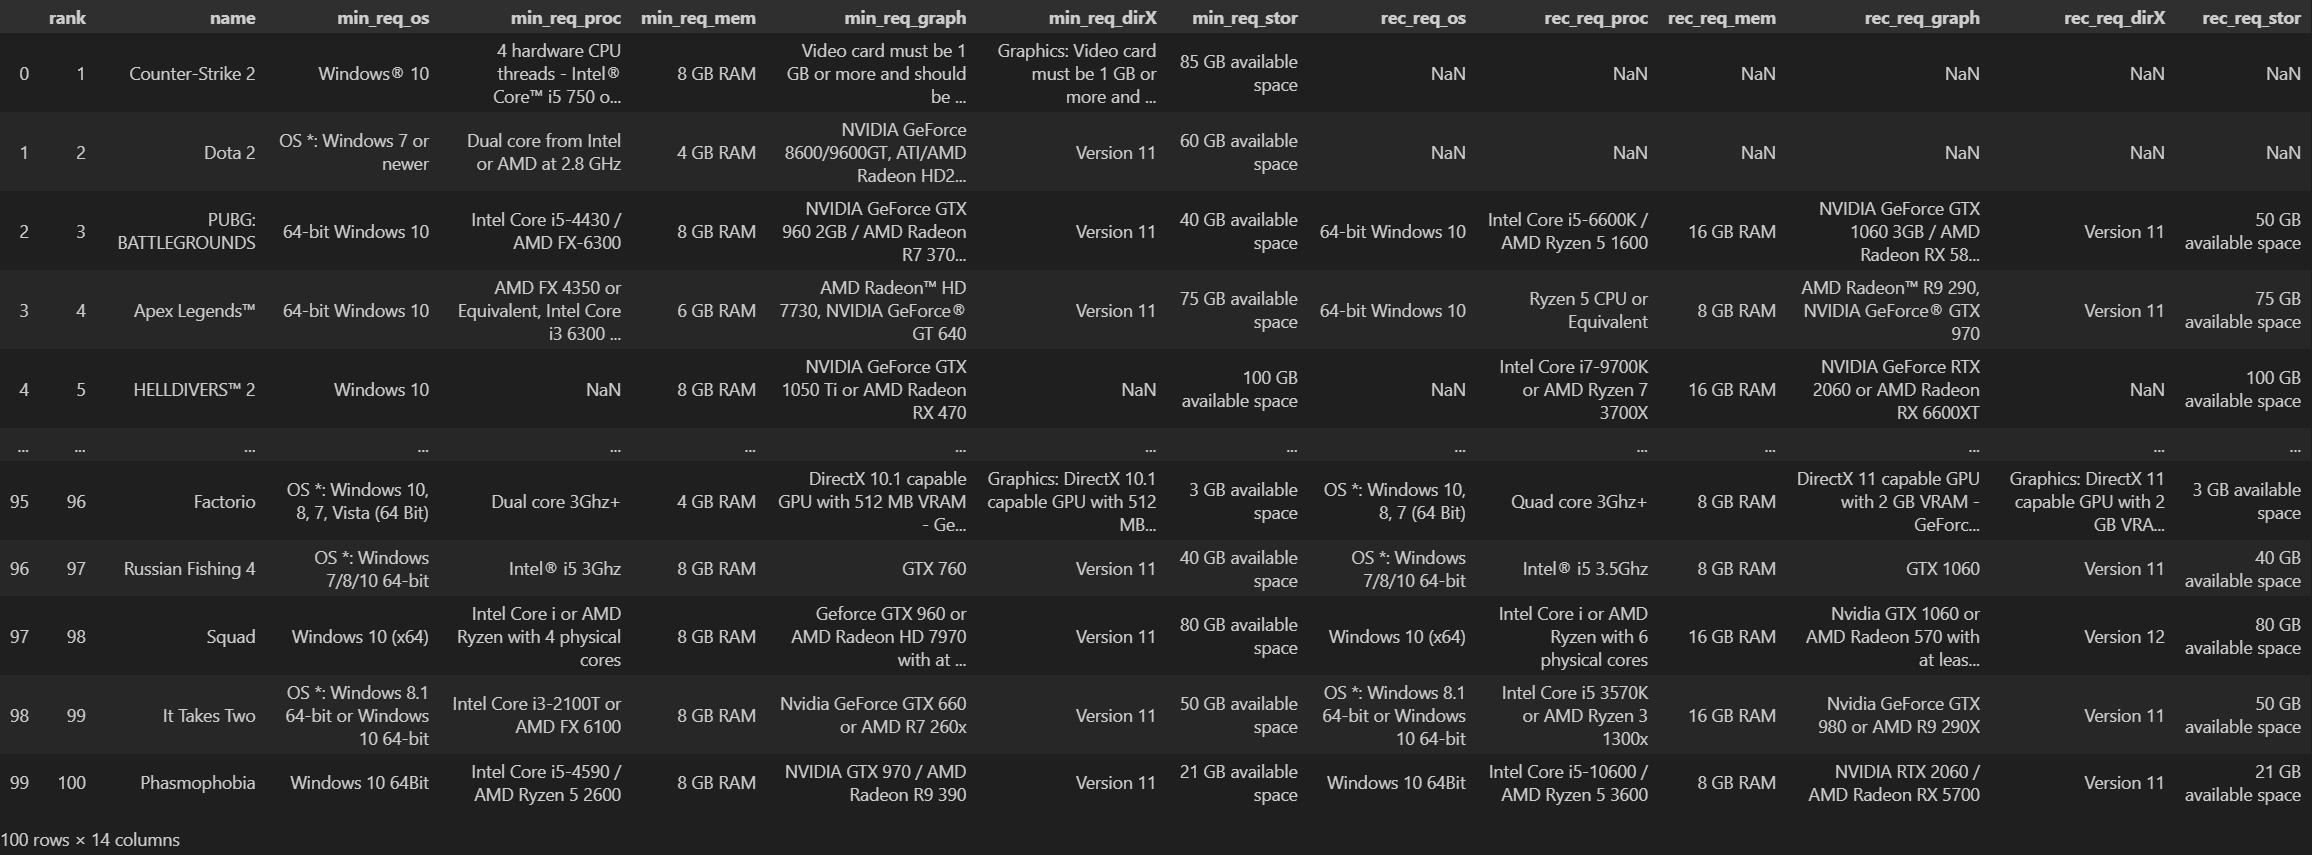 rank name min_req_os min_req_proc min_req_mem min_req_graph min_req_dirX min_req_stor rec_req_os rec_req_proc rec_req_mem rec_req_graph rec_req_dirX rec_req_stor
0 1 Counter-Strike 2 Windows® 10 4 hardware CPU threads - Intel® Core™ i5 750 o... 8 GB RAM Video card must be 1 GB or more and should be ... Graphics: Video card must be 1 GB or more and ... 85 GB available space NaN NaN NaN NaN NaN NaN
1 2 Dota 2 OS *: Windows 7 or newer Dual core from Intel or AMD at 2.8 GHz 4 GB RAM NVIDIA GeForce 8600/9600GT, ATI/AMD Radeon HD2... Version 11 60 GB available space NaN NaN NaN NaN NaN NaN
2 3 PUBG: BATTLEGROUNDS 64-bit Windows 10 Intel Core i5-4430 / AMD FX-6300 8 GB RAM NVIDIA GeForce GTX 960 2GB / AMD Radeon R7 370... Version 11 40 GB available space 64-bit Windows 10 Intel Core i5-6600K / AMD Ryzen 5 1600 16 GB RAM NVIDIA GeForce GTX 1060 3GB / AMD Radeon RX 58... Version 11 50 GB available space
3 4 Apex Legends™ 64-bit Windows 10 AMD FX 4350 or Equivalent, Intel Core i3 6300 ... 6 GB RAM AMD Radeon™ HD 7730, NVIDIA GeForce® GT 640 Version 11 75 GB available space 64-bit Windows 10 Ryzen 5 CPU or Equivalent 8 GB RAM AMD Radeon™ R9 290, NVIDIA GeForce® GTX 970 Version 11 75 GB available space
4 5 HELLDIVERS™ 2 Windows 10 NaN 8 GB RAM NVIDIA GeForce GTX 1050 Ti or AMD Radeon RX 470 NaN 100 GB available space NaN Intel Core i7-9700K or AMD Ryzen 7 3700X 16 GB RAM NVIDIA GeForce RTX 2060 or AMD Radeon RX 6600XT NaN 100 GB available space
... ... ... ... ... ... ... ... ... ... ... ... ... ... ...
95 96 Factorio OS *: Windows 10, 8, 7, Vista (64 Bit) Dual core 3Ghz+ 4 GB RAM DirectX 10.1 capable GPU with 512 MB VRAM - Ge... Graphics: DirectX 10.1 capable GPU with 512 MB... 3 GB available space OS *: Windows 10, 8, 7 (64 Bit) Quad core 3Ghz+ 8 GB RAM DirectX 11 capable GPU with 2 GB VRAM - GeForc... Graphics: DirectX 11 capable GPU with 2 GB VRA... 3 GB available space
96 97 Russian Fishing 4 OS *: Windows 7/8/10 64-bit Intel® i5 3Ghz 8 GB RAM GTX 760 Version 11 40 GB available space OS *: Windows 7/8/10 64-bit Intel® i5 3.5Ghz 8 GB RAM GTX 1060 Version 11 40 GB available space
97 98 Squad Windows 10 (x64) Intel Core i or AMD Ryzen with 4 physical cores 8 GB RAM Geforce GTX 960 or AMD Radeon HD 7970 with at ... Version 11 80 GB available space Windows 10 (x64) Intel Core i or AMD Ryzen with 6 physical cores 16 GB RAM Nvidia GTX 1060 or AMD Radeon 570 with at leas... Version 12 80 GB available space
98 99 It Takes Two OS *: Windows 8.1 64-bit or Windows 10 64-bit Intel Core i3-2100T or AMD FX 6100 8 GB RAM Nvidia GeForce GTX 660 or AMD R7 260x Version 11 50 GB available space OS *: Windows 8.1 64-bit or Windows 10 64-bit Intel Core i5 3570K or AMD Ryzen 3 1300x 16 GB RAM Nvidia GeForce GTX 980 or AMD R9 290X Version 11 50 GB available space
99 100 Phasmophobia Windows 10 64Bit Intel Core i5-4590 / AMD Ryzen 5 2600 8 GB RAM NVIDIA GTX 970 / AMD Radeon R9 390 Version 11 21 GB available space Windows 10 64Bit Intel Core i5-10600 / AMD Ryzen 5 3600 8 GB RAM NVIDIA RTX 2060 / AMD Radeon RX 5700 Version 11 21 GB available space
100 rows × 14 columns